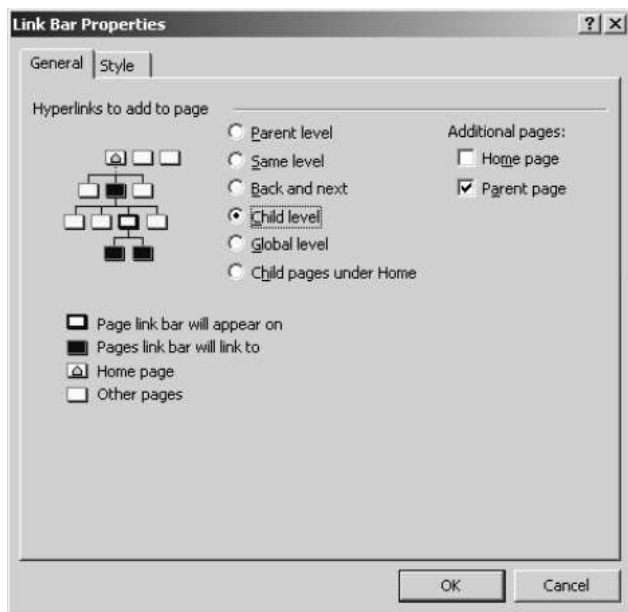 Link Bar Properties
General
Style
Hyperlinks to add to page
Parent level
Same level
Back and next
Child level
Global level
Child pages under Home
Additional pages:
Home page
Parent page
Page link bar will appear on
Pages link bar will link to
Home page
Other pages
OK
Cancel